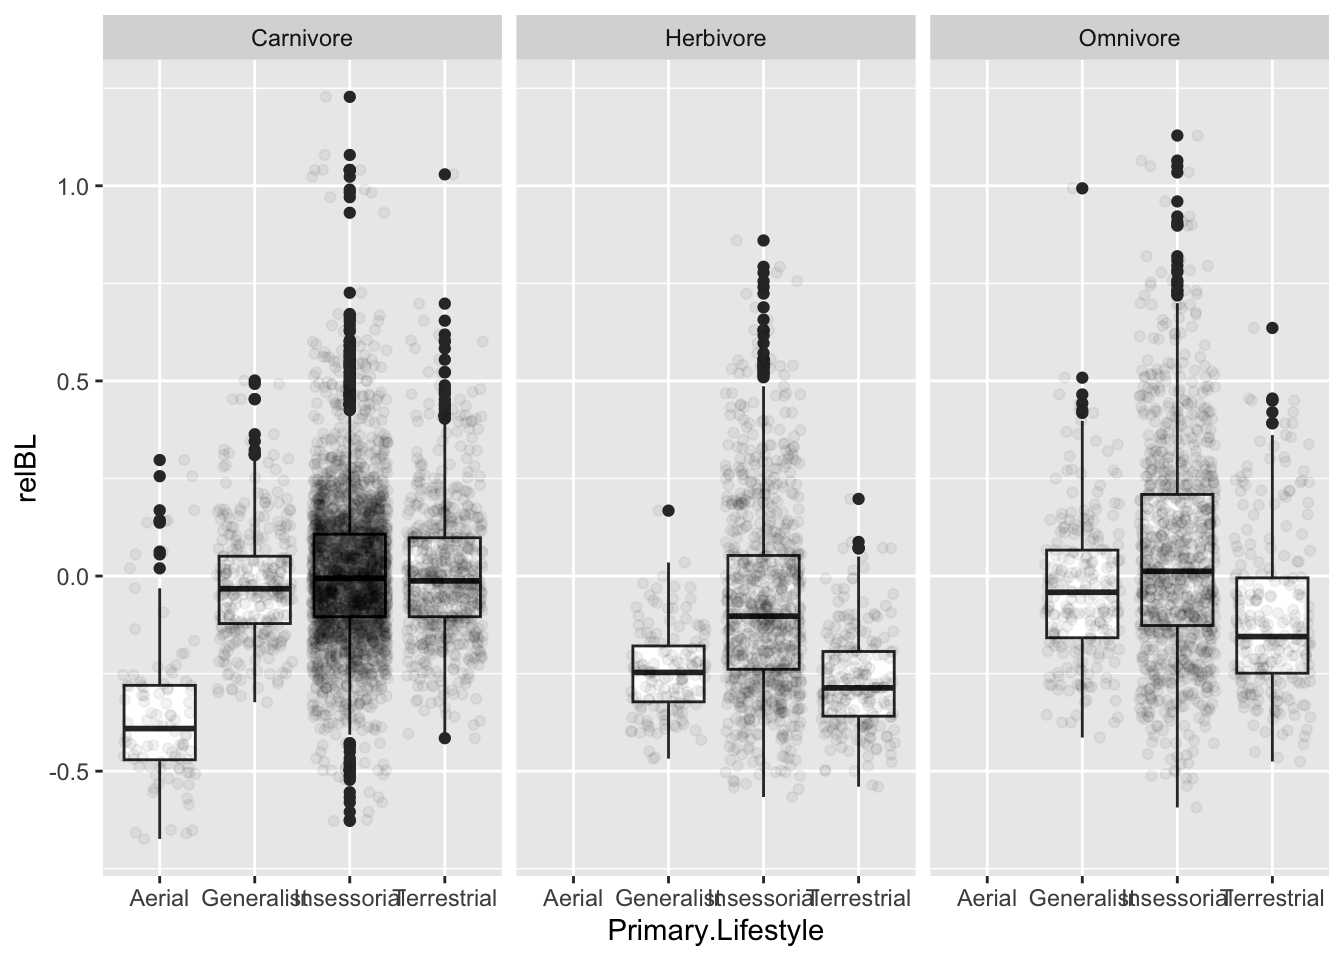 Carnivore Herbivore Omnivore
1.0
0.5
0.0
-0.5
relBL
Aerial Generalist Insessorial Terrestrial Aerial Generalist Insessorial Terrestrial Aerial Generalist Insessorial Terrestrial
Primary.Lifestyle